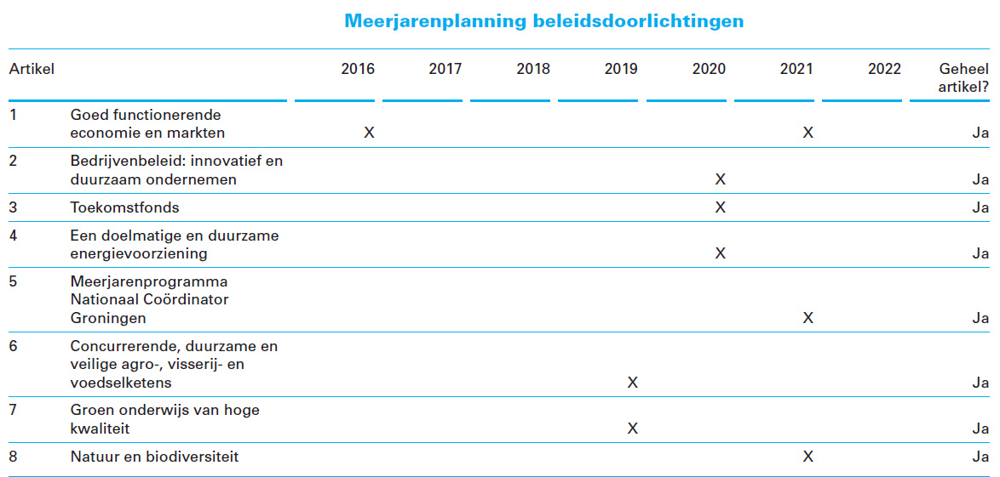 Meerjarenplanning beleidsdoorlichtingen
Artikel 2016 2017 2018 2019 2020 2021 2022 Geheel
artikel?
1 Goed functionerende
economie en markten X X Ja
2 Bedrijvenbeleid: innovatief en
duurzaam ondernemen X Ja
3 Toekomstfonds X Ja
4 Een doelmatige en duurzame
energievoorziening X Ja
5 Meerjarenprogramma
Nationaal Coördinator
Groningen X Ja
6 Concurrerende, duurzame en
veilige agro-, visserij- en
voedselketens X Ja
7 Groen onderwijs van hoge
kwaliteit X Ja
8 Natuur en biodiversiteit X Ja